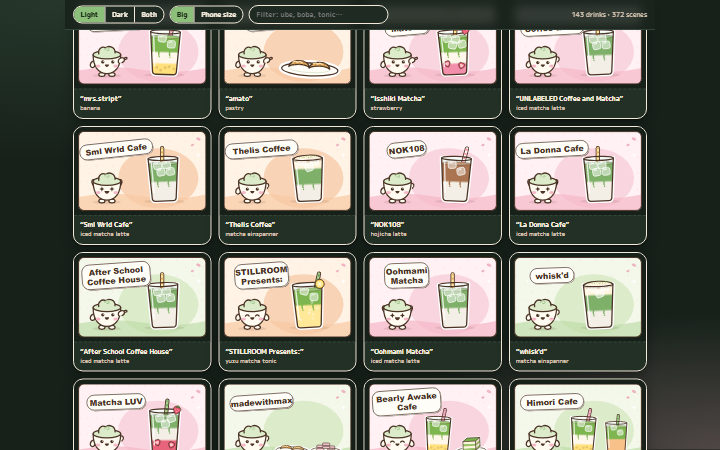 Light Dark Both Big Phone size Filter: ube, boba, tonic… 143 drinks · 372 scenes
"mrs.stript" "amato" "Isshiki Matcha" "UNLABELED Coffee and Matcha"
banana pastry strawberry iced matcha latte
Sml Wrld Cafe Thelis Coffee NOK108 La Donna Cafe
"Sml Wrld Cafe" "Thelis Coffee" "NOK108" "La Donna Cafe"
iced matcha latte matcha einspanner hojicha latte iced matcha latte
After School STILLROOM Oohmami whisk'd
Coffee House Presents: Matcha
"After School Coffee House" "STILLROOM Presents:" "Oohmami Matcha" "whisk'd"
iced matcha latte yuzu matcha tonic iced matcha latte matcha einspanner
Matcha LUV madewithmax Bearly Awake Himori Cafe
Cafe